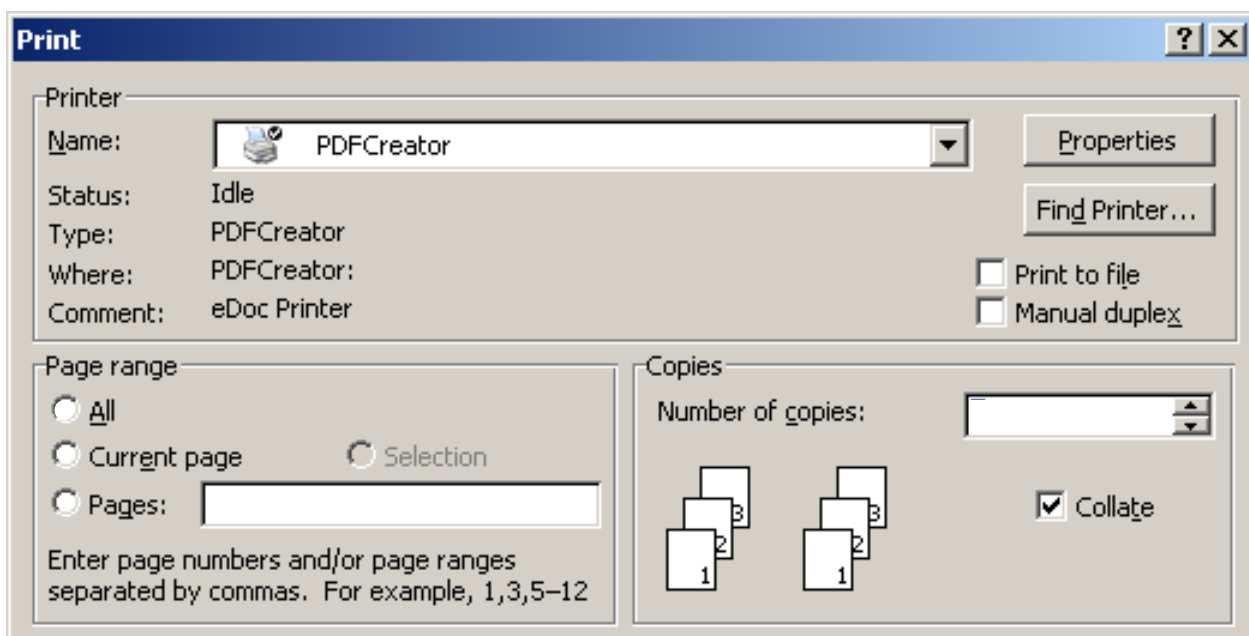 Print
Printer
Name: PDFCreator Properties
Status: Idle Find Printer...
Type: PDFCreator
Where: PDFCreator: Print to file
Comment: eDoc Printer Manual duplex
Page range
All
Current page Selection
Pages:
Enter page numbers and/or page ranges
separated by commas. For example, 1,3,5–12
Copies
Number of copies:
3 3
2 2 Collate
1 1